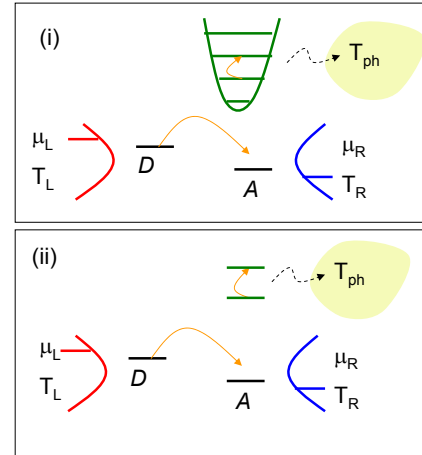 (i)
T_ph
μ_L
T_L
D
A
μ_R
T_R
(ii)
T_ph
μ_L
T_L
D
A
μ_R
T_R